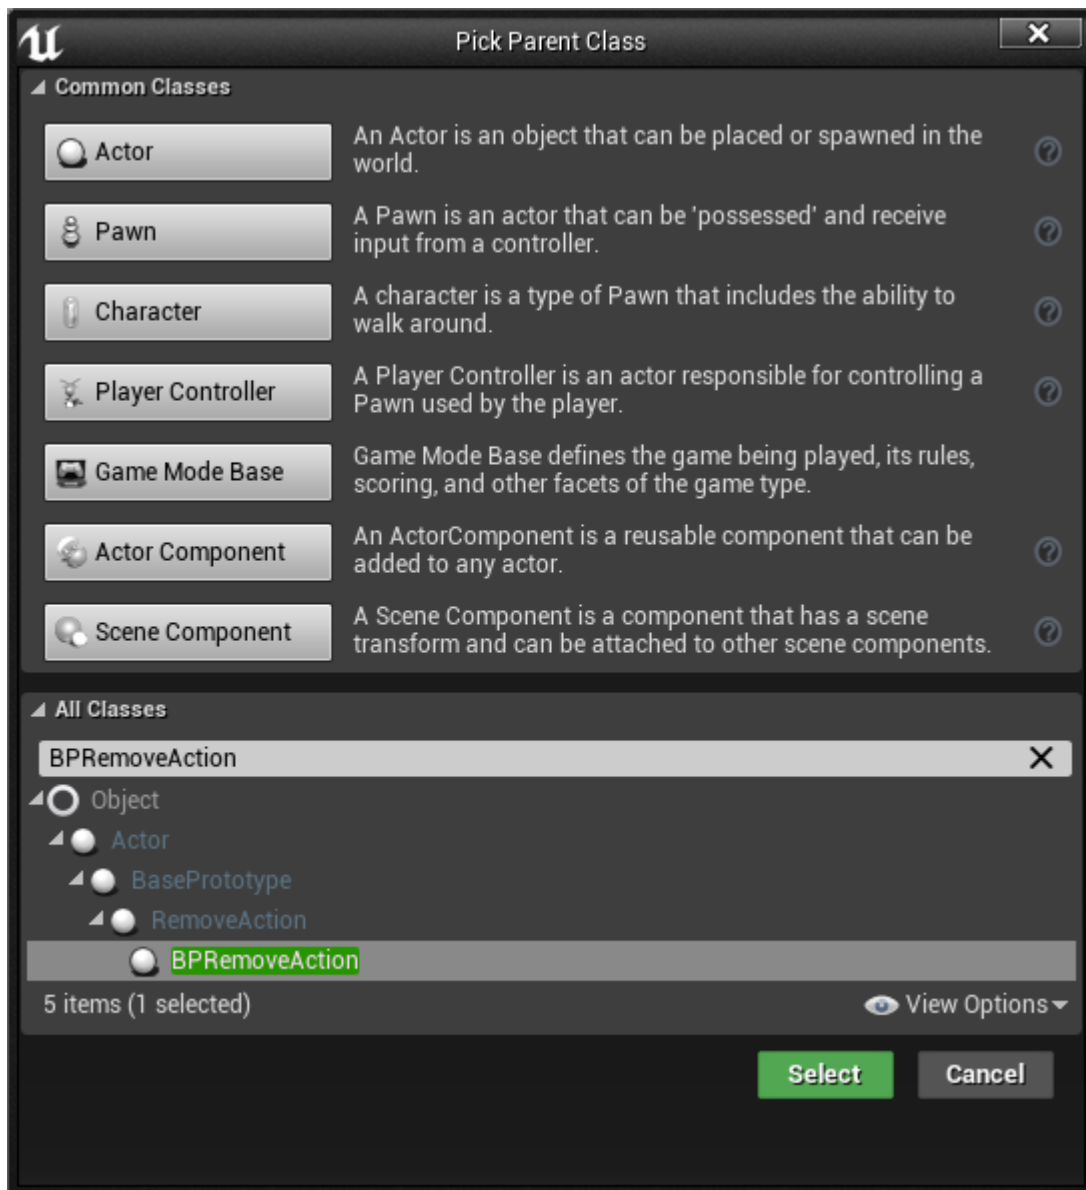 Pick Parent Class
Common Classes
Actor
An Actor is an object that can be placed or spawned in the
world.
Pawn
A Pawn is an actor that can be 'possessed' and receive
input from a controller.
Character
A character is a type of Pawn that includes the ability to
walk around.
Player Controller
A Player Controller is an actor responsible for controlling a
Pawn used by the player.
Game Mode Base
Game Mode Base defines the game being played, its rules,
scoring, and other facets of the game type.
Actor Component
An ActorComponent is a reusable component that can be
added to any actor.
Scene Component
A Scene Component is a component that has a scene
transform and can be attached to other scene components.
All Classes
BPRemoveAction
Object
Actor
BasePrototype
RemoveAction
BPRemoveAction
5 items (1 selected)
View Options
Select
Cancel